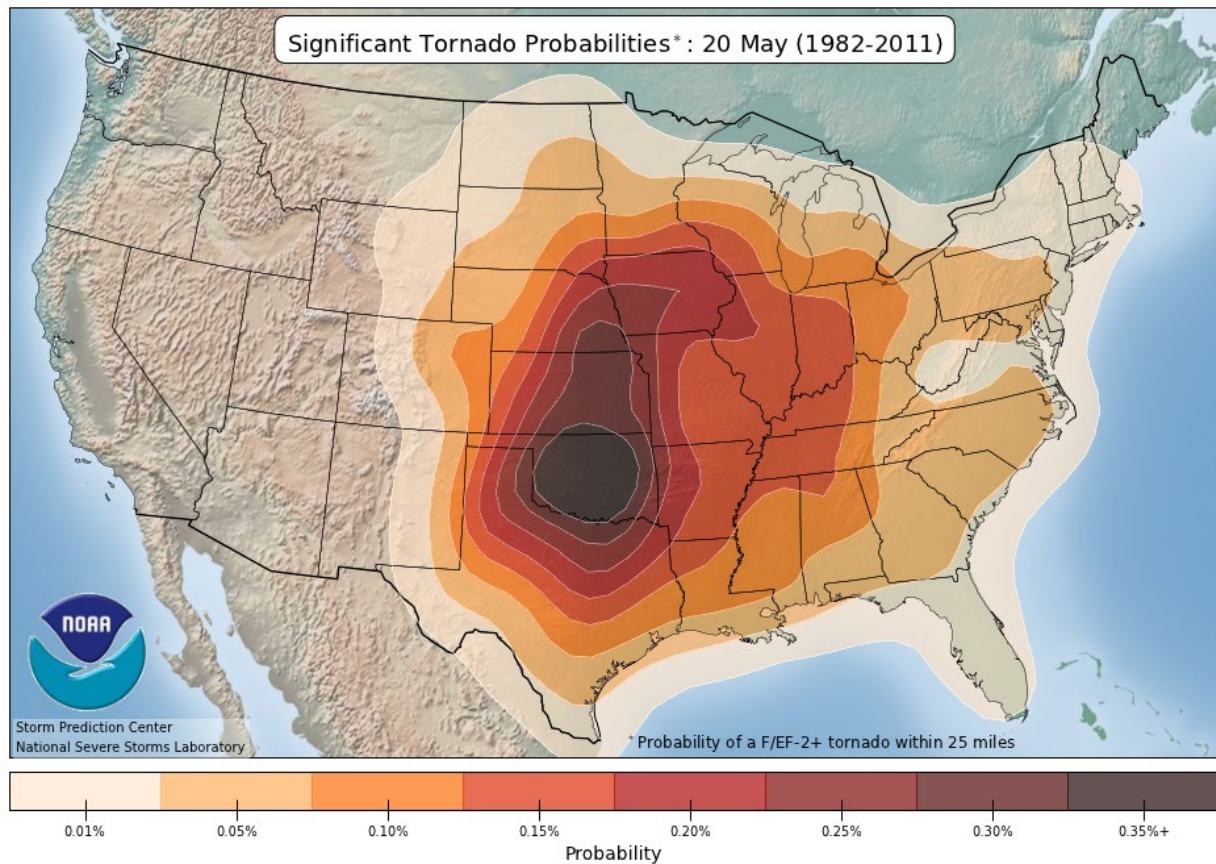 Significant Tornado Probabilities*: 20 May (1982-2011)
NOAA
Storm Prediction Center
National Severe Storms Laboratory
*Probability of a F/EF-2+ tornado within 25 miles
0.01% 0.05% 0.10% 0.15% 0.20% 0.25% 0.30% 0.35%+
Probability